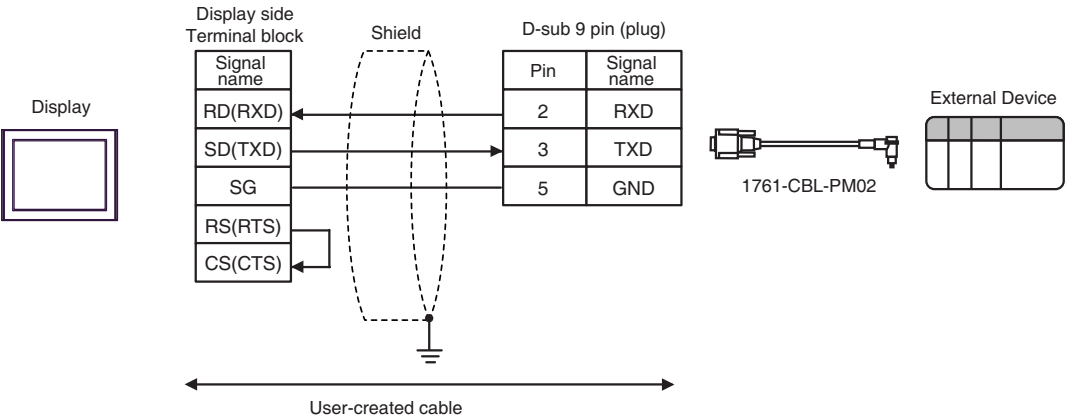 Display side
Terminal block
Shield
D-sub 9 pin (plug)
Signal
name
Pin
Signal
name
Display
RD(RXD)
2
RXD
External Device
SD(TXD)
3
TXD
SG
5
GND
1761-CBL-PM02
RS(RTS)
CS(CTS)
User-created cable